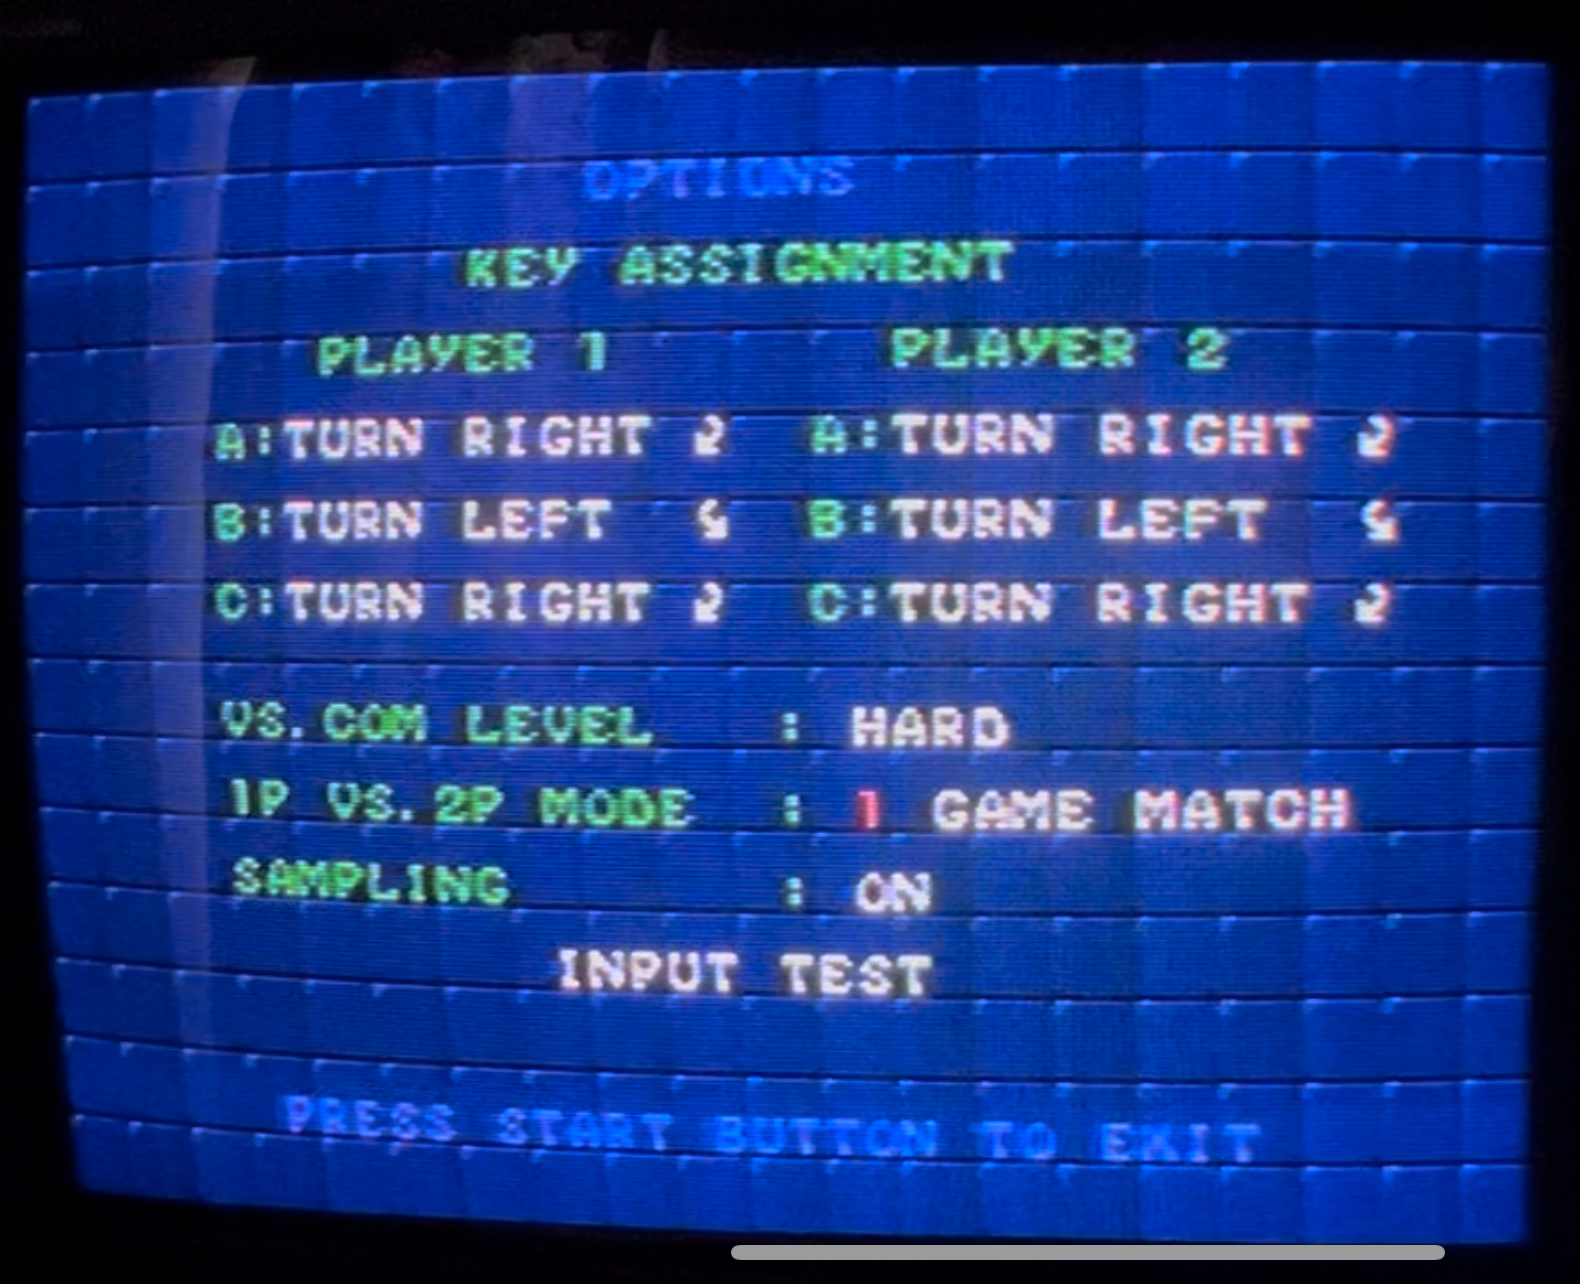 OPTIONS
KEY ASSIGNMENT
PLAYER 1 PLAYER 2
A:TURN RIGHT A:TURN RIGHT
B:TURN LEFT B:TURN LEFT
C:TURN RIGHT C:TURN RIGHT
VS.COM LEVEL : HARD
1P VS.2P MODE : 1 GAME MATCH
SAMPLING : ON
INPUT TEST
PRESS START BUTTON TO EXIT